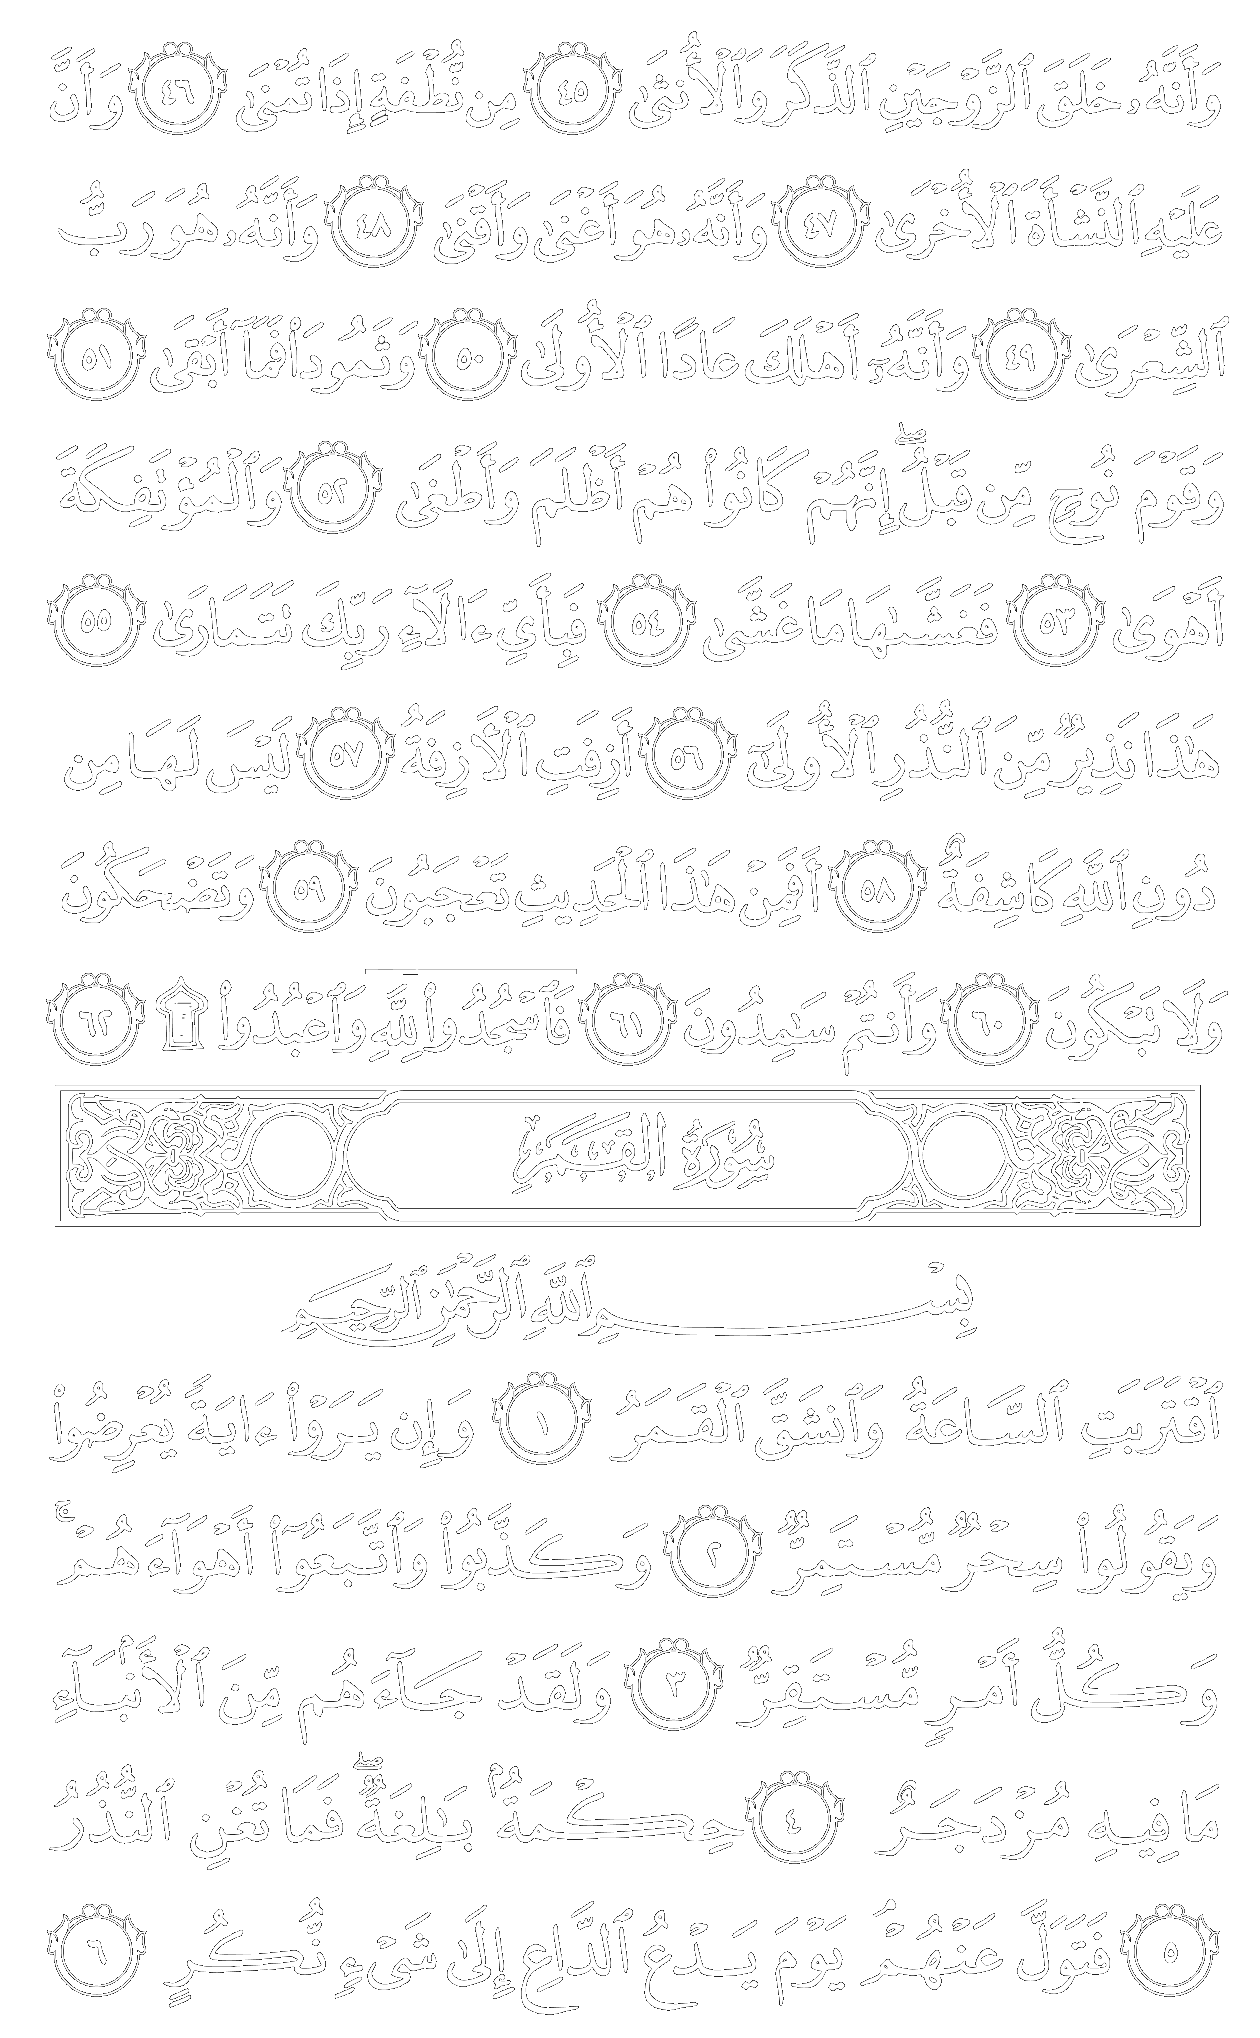 وَأَنَّهُۥ خَلَقَ ٱلزَّوْجَيْنِ ٱلذَّكَرَ وَٱلْأُنثَىٰ ٤٥ مِن نُّطْفَةٍ إِذَا تُمْنَىٰ ٤٦ وَأَنَّ
عَلَيْهِ ٱلنَّشْأَةَ ٱلْأُخْرَىٰ ٤٧ وَأَنَّهُۥ هُوَ أَغْنَىٰ وَأَقْنَىٰ ٤٨ وَأَنَّهُۥ هُوَ رَبُّ
ٱلشِّعْرَىٰ ٤٩ وَأَنَّهُۥٓ أَهْلَكَ عَادًا ٱلْأُولَىٰ ٥٠ وَثَمُودَا۟ فَمَآ أَبْقَىٰ ٥١
وَقَوْمَ نُوحٍ مِّن قَبْلُ ۖ إِنَّهُمْ كَانُوا۟ هُمْ أَظْلَمَ وَأَطْغَىٰ ٥٢ وَٱلْمُؤْتَفِكَةَ
أَهْوَىٰ ٥٣ فَغَشَّىٰهَا مَا غَشَّىٰ ٥٤ فَبِأَىِّ ءَالَآءِ رَبِّكَ تَتَمَارَىٰ ٥٥
هَٰذَا نَذِيرٌ مِّنَ ٱلنُّذُرِ ٱلْأُولَىٰٓ ٥٦ أَزِفَتِ ٱلْءَازِفَةُ ٥٧ لَيْسَ لَهَا مِن
دُونِ ٱللَّهِ كَاشِفَةٌ ٥٨ أَفَمِنْ هَٰذَا ٱلْحَدِيثِ تَعْجَبُونَ ٥٩ وَتَضْحَكُونَ
وَلَا تَبْكُونَ ٦٠ وَأَنتُمْ سَٰمِدُونَ ٦١ فَٱسْجُدُوا۟ لِلَّهِ وَٱعْبُدُوا۟ ۩ ٦٢
سُورَةُ القَمَرِ
بِسْمِ ٱللَّهِ ٱلرَّحْمَٰنِ ٱلرَّحِيمِ
ٱقْتَرَبَتِ ٱلسَّاعَةُ وَٱنشَقَّ ٱلْقَمَرُ ١ وَإِن يَرَوْا۟ ءَايَةً يُعْرِضُوا۟
وَيَقُولُوا۟ سِحْرٌ مُّسْتَمِرٌّ ٢ وَكَذَّبُوا۟ وَٱتَّبَعُوٓا۟ أَهْوَآءَهُمْ ۚ
وَكُلُّ أَمْرٍ مُّسْتَقِرٌّ ٣ وَلَقَدْ جَآءَهُم مِّنَ ٱلْأَنۢبَآءِ
مَا فِيهِ مُزْدَجَرٌ ٤ حِكْمَةٌۢ بَٰلِغَةٌ ۖ فَمَا تُغْنِ ٱلنُّذُرُ
٥ فَتَوَلَّ عَنْهُمْ ۘ يَوْمَ يَدْعُ ٱلدَّاعِ إِلَىٰ شَىْءٍ نُّكُرٍ ٦